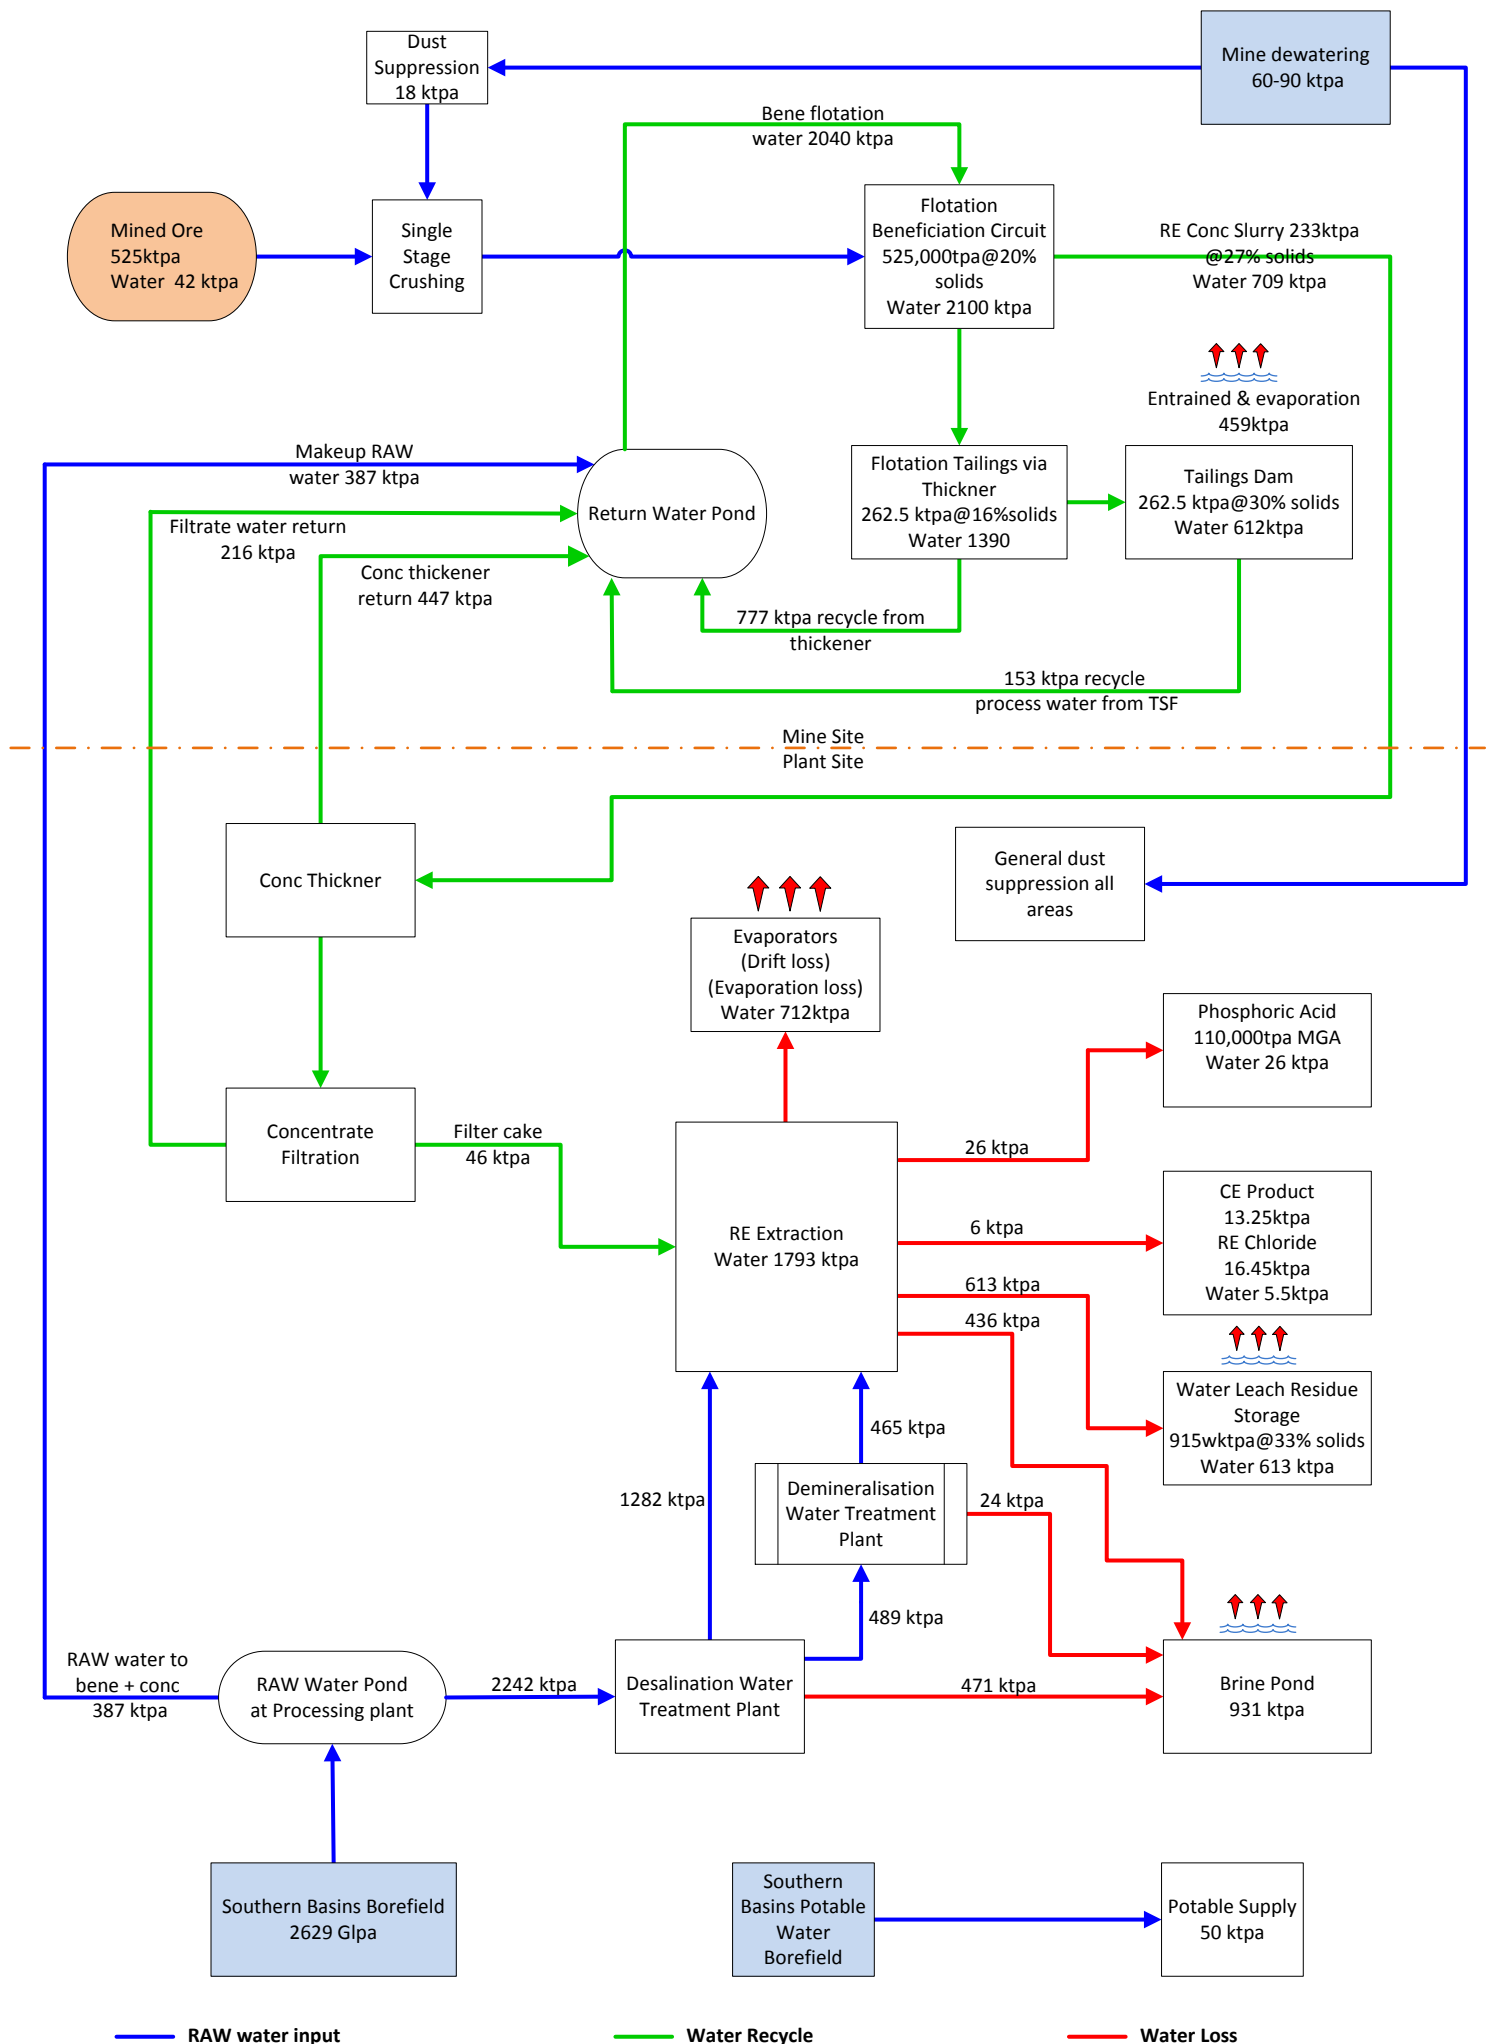 Dust
Suppression
18 ktpa
Mine dewatering
60-90 ktpa
Bene flotation
water 2040 ktpa
Mined Ore
525ktpa
Water  42 ktpa
Single
Stage
Crushing
Flotation
Beneficiation Circuit
525,000tpa@20%
solids
Water 2100 ktpa
RE Conc Slurry 233ktpa
@27% solids
Water 709 ktpa
Entrained & evaporation
459ktpa
Makeup RAW
water 387 ktpa
Filtrate water return
216 ktpa
Conc thickener
return 447 ktpa
Return Water Pond
Flotation Tailings via
Thickner
262.5 ktpa@16%solids
Water 1390
Tailings Dam
262.5 ktpa@30% solids
Water 612ktpa
777 ktpa recycle from
thickener
153 ktpa recycle
process water from TSF
Mine Site
Plant Site
Conc Thickner
General dust
suppression all
areas
Evaporators
(Drift loss)
(Evaporation loss)
Water 712ktpa
Phosphoric Acid
110,000tpa MGA
Water 26 ktpa
Concentrate
Filtration
Filter cake
46 ktpa
RE Extraction
Water 1793 ktpa
26 ktpa
6 ktpa
613 ktpa
436 ktpa
CE Product
13.25ktpa
RE Chloride
16.45ktpa
Water 5.5ktpa
Water Leach Residue
Storage
915wktpa@33% solids
Water 613 ktpa
465 ktpa
1282 ktpa
Demineralisation
Water Treatment
Plant
24 ktpa
489 ktpa
RAW water to
bene + conc
387 ktpa
RAW Water Pond
at Processing plant
2242 ktpa
Desalination Water
Treatment Plant
471 ktpa
Brine Pond
931 ktpa
Southern Basins Borefield
2629 Glpa
Southern
Basins Potable
Water
Borefield
Potable Supply
50 ktpa
RAW water input
Water Recycle
Water Loss